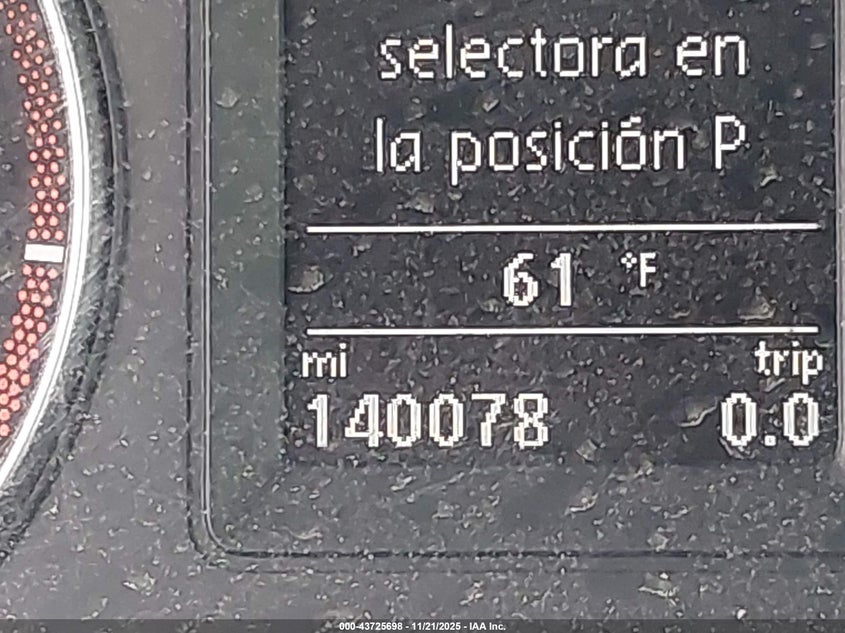 selectora en
la posición P
61 °F
mi trip
140078 0.0
000-43725698 - 11/21/2025 - IAA Inc.